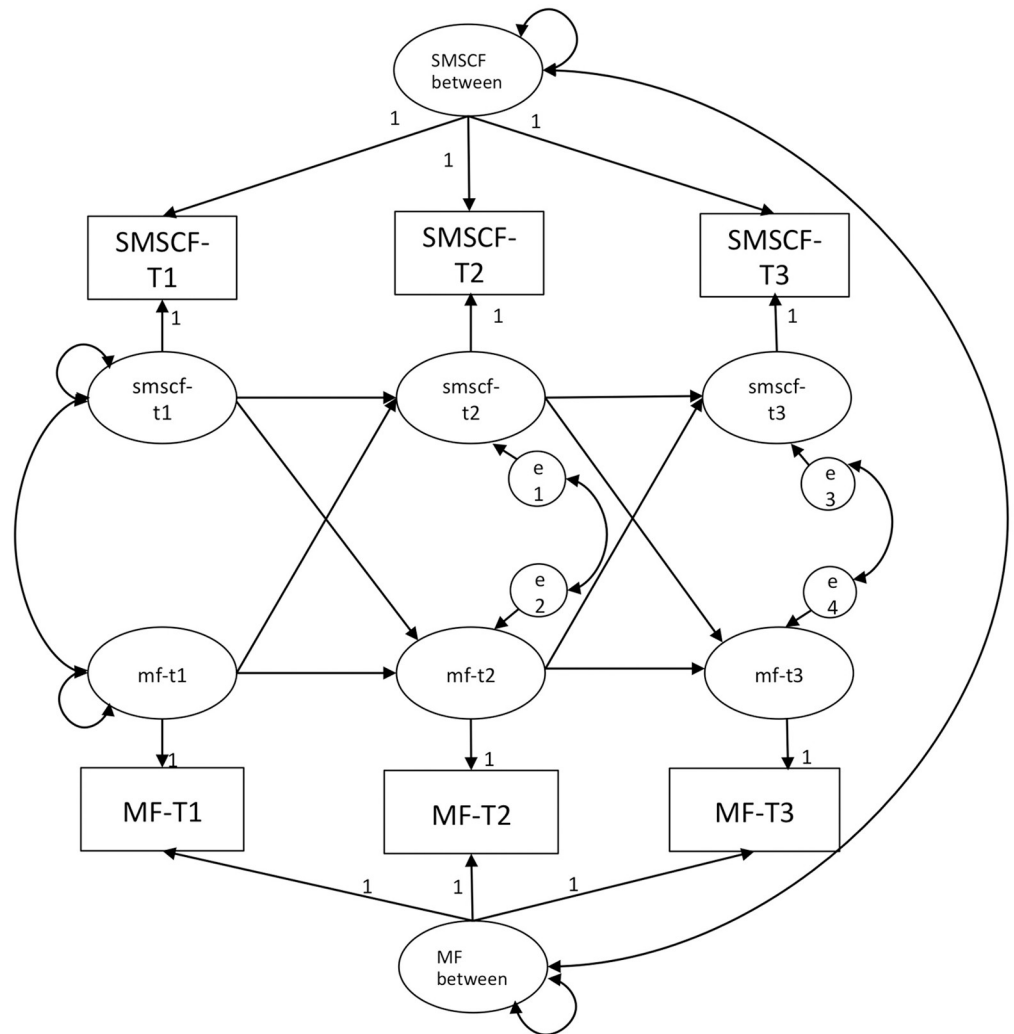 SMSCF
between
1
1
1
SMSCF-
T1
SMSCF-
T2
SMSCF-
T3
1
1
1
smscf-
t1
smscf-
t2
smscf-
t3
e
1
e
3
e
2
e
4
mf-t1
mf-t2
mf-t3
1
1
1
MF-T1
MF-T2
MF-T3
1
1
1
MF
between